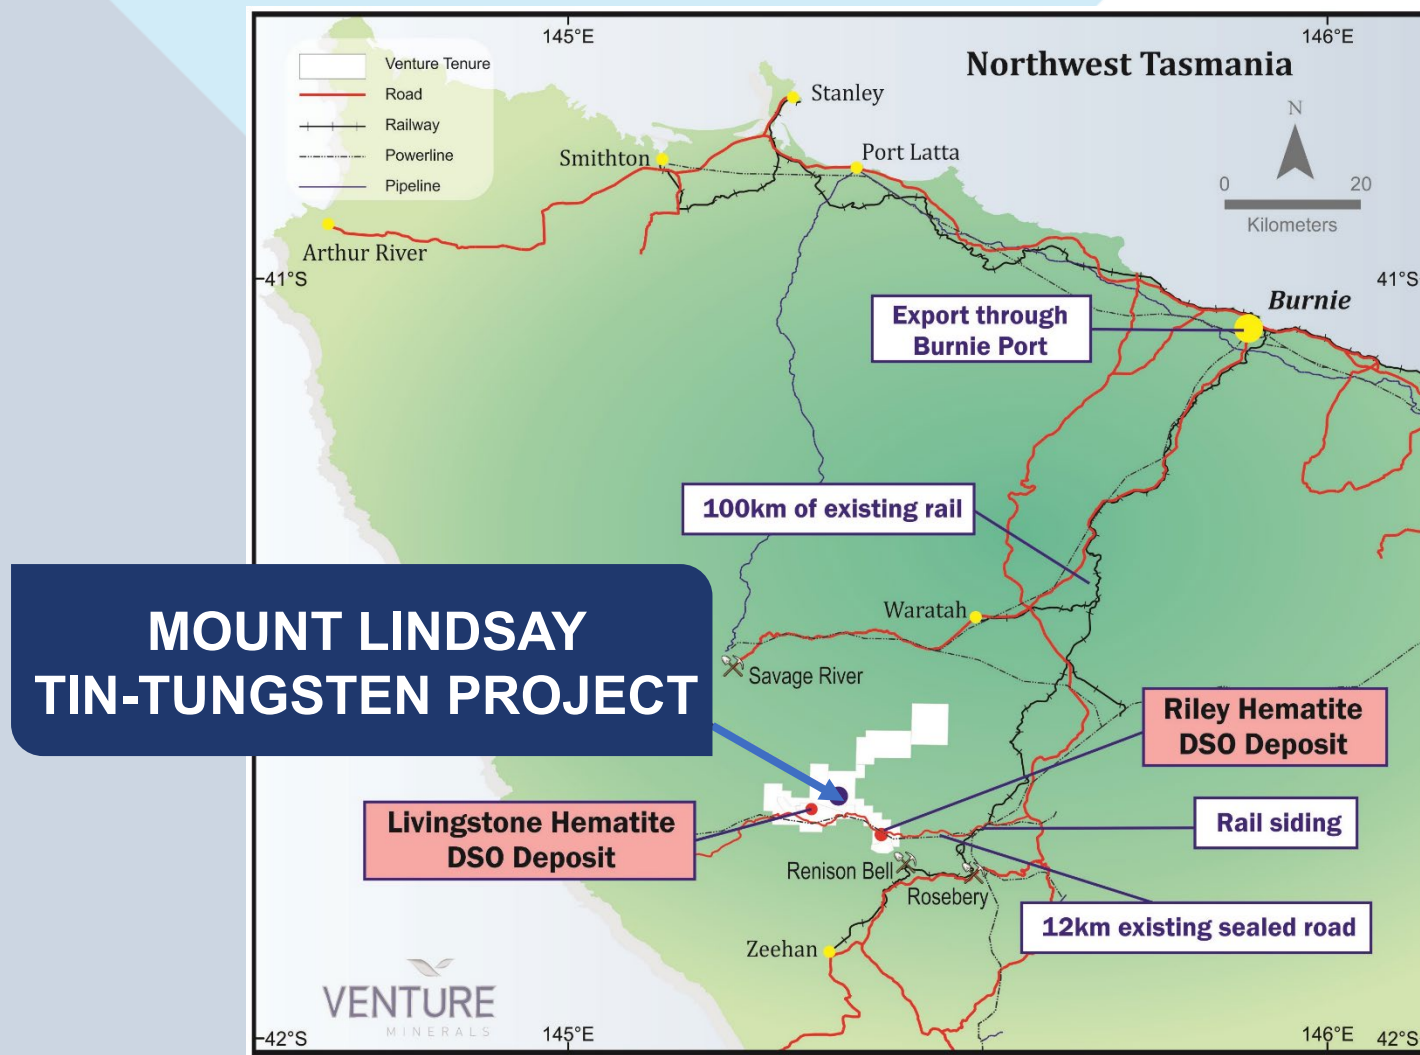 145°E
146°E
Northwest Tasmania
Venture Tenure
Road
Railway
Powerline
Pipeline
N
0 20
Kilometers
Stanley
Smithton
Port Latta
Arthur River
41°S
41°S
Burnie
Export through
Burnie Port
100km of existing rail
Waratah
MOUNT LINDSAY
TIN-TUNGSTEN PROJECT
Savage River
Riley Hematite
DSO Deposit
Livingstone Hematite
DSO Deposit
Rail siding
Renison Bell
Rosebery
12km existing sealed road
Zeehan
VENTURE
MINERALS
42°S
145°E
146°E
42°S